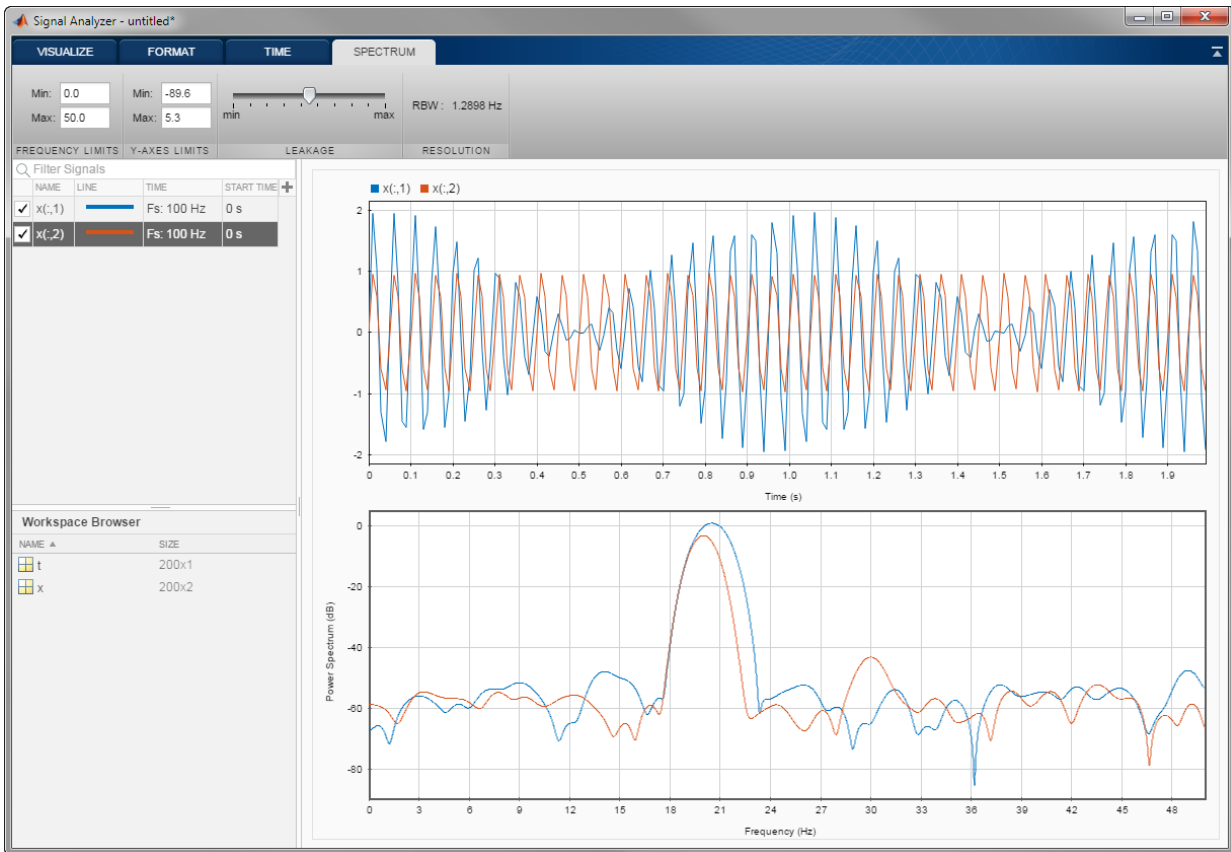 Signal Analyzer - untitled*
VISUALIZE FORMAT TIME SPECTRUM
Min: 0.0 Min: -89.6
Max: 50.0 Max: 5.3 min max RBW : 1.2898 Hz
FREQUENCY LIMITS Y-AXES LIMITS LEAKAGE RESOLUTION
Filter Signals
NAME LINE TIME START TIME
x(:,1) Fs: 100 Hz 0 s
x(:,2) Fs: 100 Hz 0 s
Workspace Browser
NAME SIZE
t 200x1
x 200x2
x(:,1) x(:,2)
2
1
0
-1
-2
0 0.1 0.2 0.3 0.4 0.5 0.6 0.7 0.8 0.9 1.0 1.1 1.2 1.3 1.4 1.5 1.6 1.7 1.8 1.9
Time (s)
Power Spectrum (dB)
0
-20
-40
-60
-80
0 3 6 9 12 15 18 21 24 27 30 33 36 39 42 45 48
Frequency (Hz)